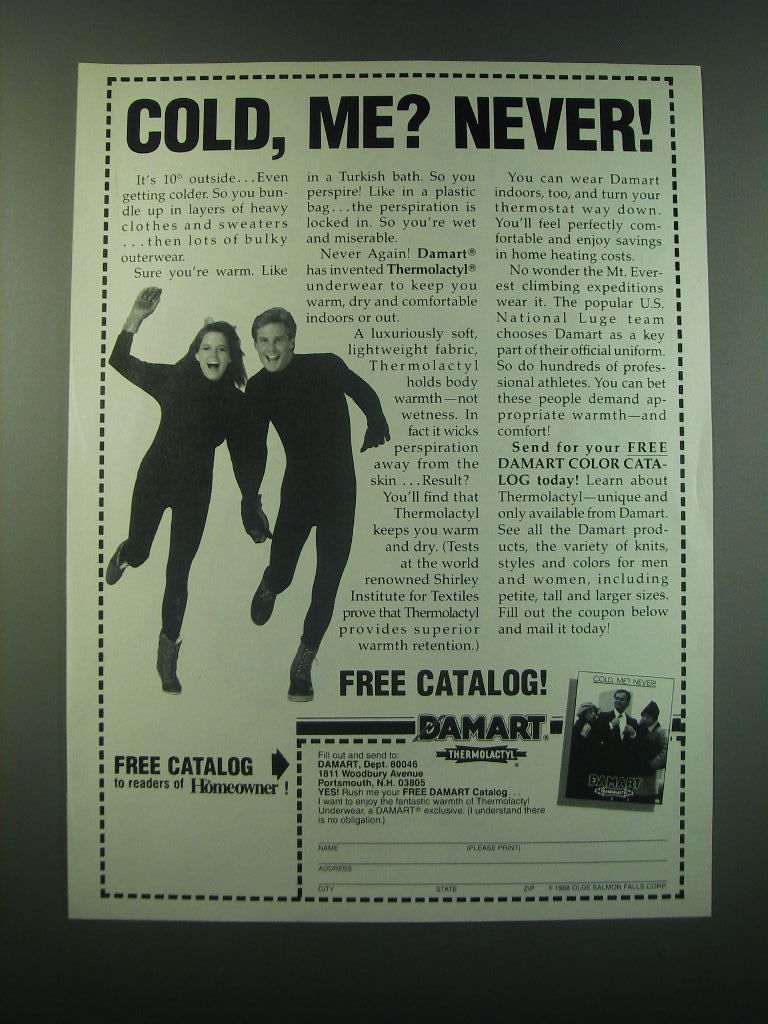 COLD, ME? NEVER!
It's 10° outside...Even
getting colder. So you bun-
dle up in layers of heavy
clothes and sweaters
...then lots of bulky
outerwear.
Sure you're warm. Like
in a Turkish bath. So you
perspire! Like in a plastic
bag...the perspiration is
locked in. So you're wet
and miserable.
Never Again! Damart®
has invented Thermolactyl®
underwear to keep you
warm, dry and comfortable
indoors or out.
A luxuriously soft,
lightweight fabric,
Thermolactyl
holds body
warmth—not
wetness. In
fact it wicks
perspiration
away from the
skin ...Result?
You'll find that
Thermolactyl
keeps you warm
and dry. (Tests
at the world
renowned Shirley
Institute for Textiles
prove that Thermolactyl
provides superior
warmth retention.)
You can wear Damart
indoors, too, and turn your
thermostat way down.
You'll feel perfectly com-
fortable and enjoy savings
in home heating costs.
No wonder the Mt. Ever-
est climbing expeditions
wear it. The popular U.S.
National Luge team
chooses Damart as a key
part of their official uniform.
So do hundreds of profes-
sional athletes. You can bet
these people demand ap-
propriate warmth—and
comfort!
Send for your FREE
DAMART COLOR CATA-
LOG today! Learn about
Thermolactyl—unique and
only available from Damart.
See all the Damart prod-
ucts, the variety of knits,
styles and colors for men
and women, including
petite, tall and larger sizes.
Fill out the coupon below
and mail it today!
FREE CATALOG!
COLD, ME? NEVER!
DAMART
THERMOLACTYL
DAMART®
THERMOLACTYL®
FREE CATALOG
to readers of The Homeowner!
Fill out and send to:
DAMART, Dept. 80046
1811 Woodbury Avenue
Portsmouth, N.H. 03805
YES! Rush me your FREE DAMART Catalog...
I want to enjoy the fantastic warmth of Thermolactyl
Underwear, a DAMART® exclusive. (I understand there
is no obligation.)
NAME (PLEASE PRINT)
ADDRESS
CITY STATE ZIP © 1988 OLDE SALMON FALLS CORP.